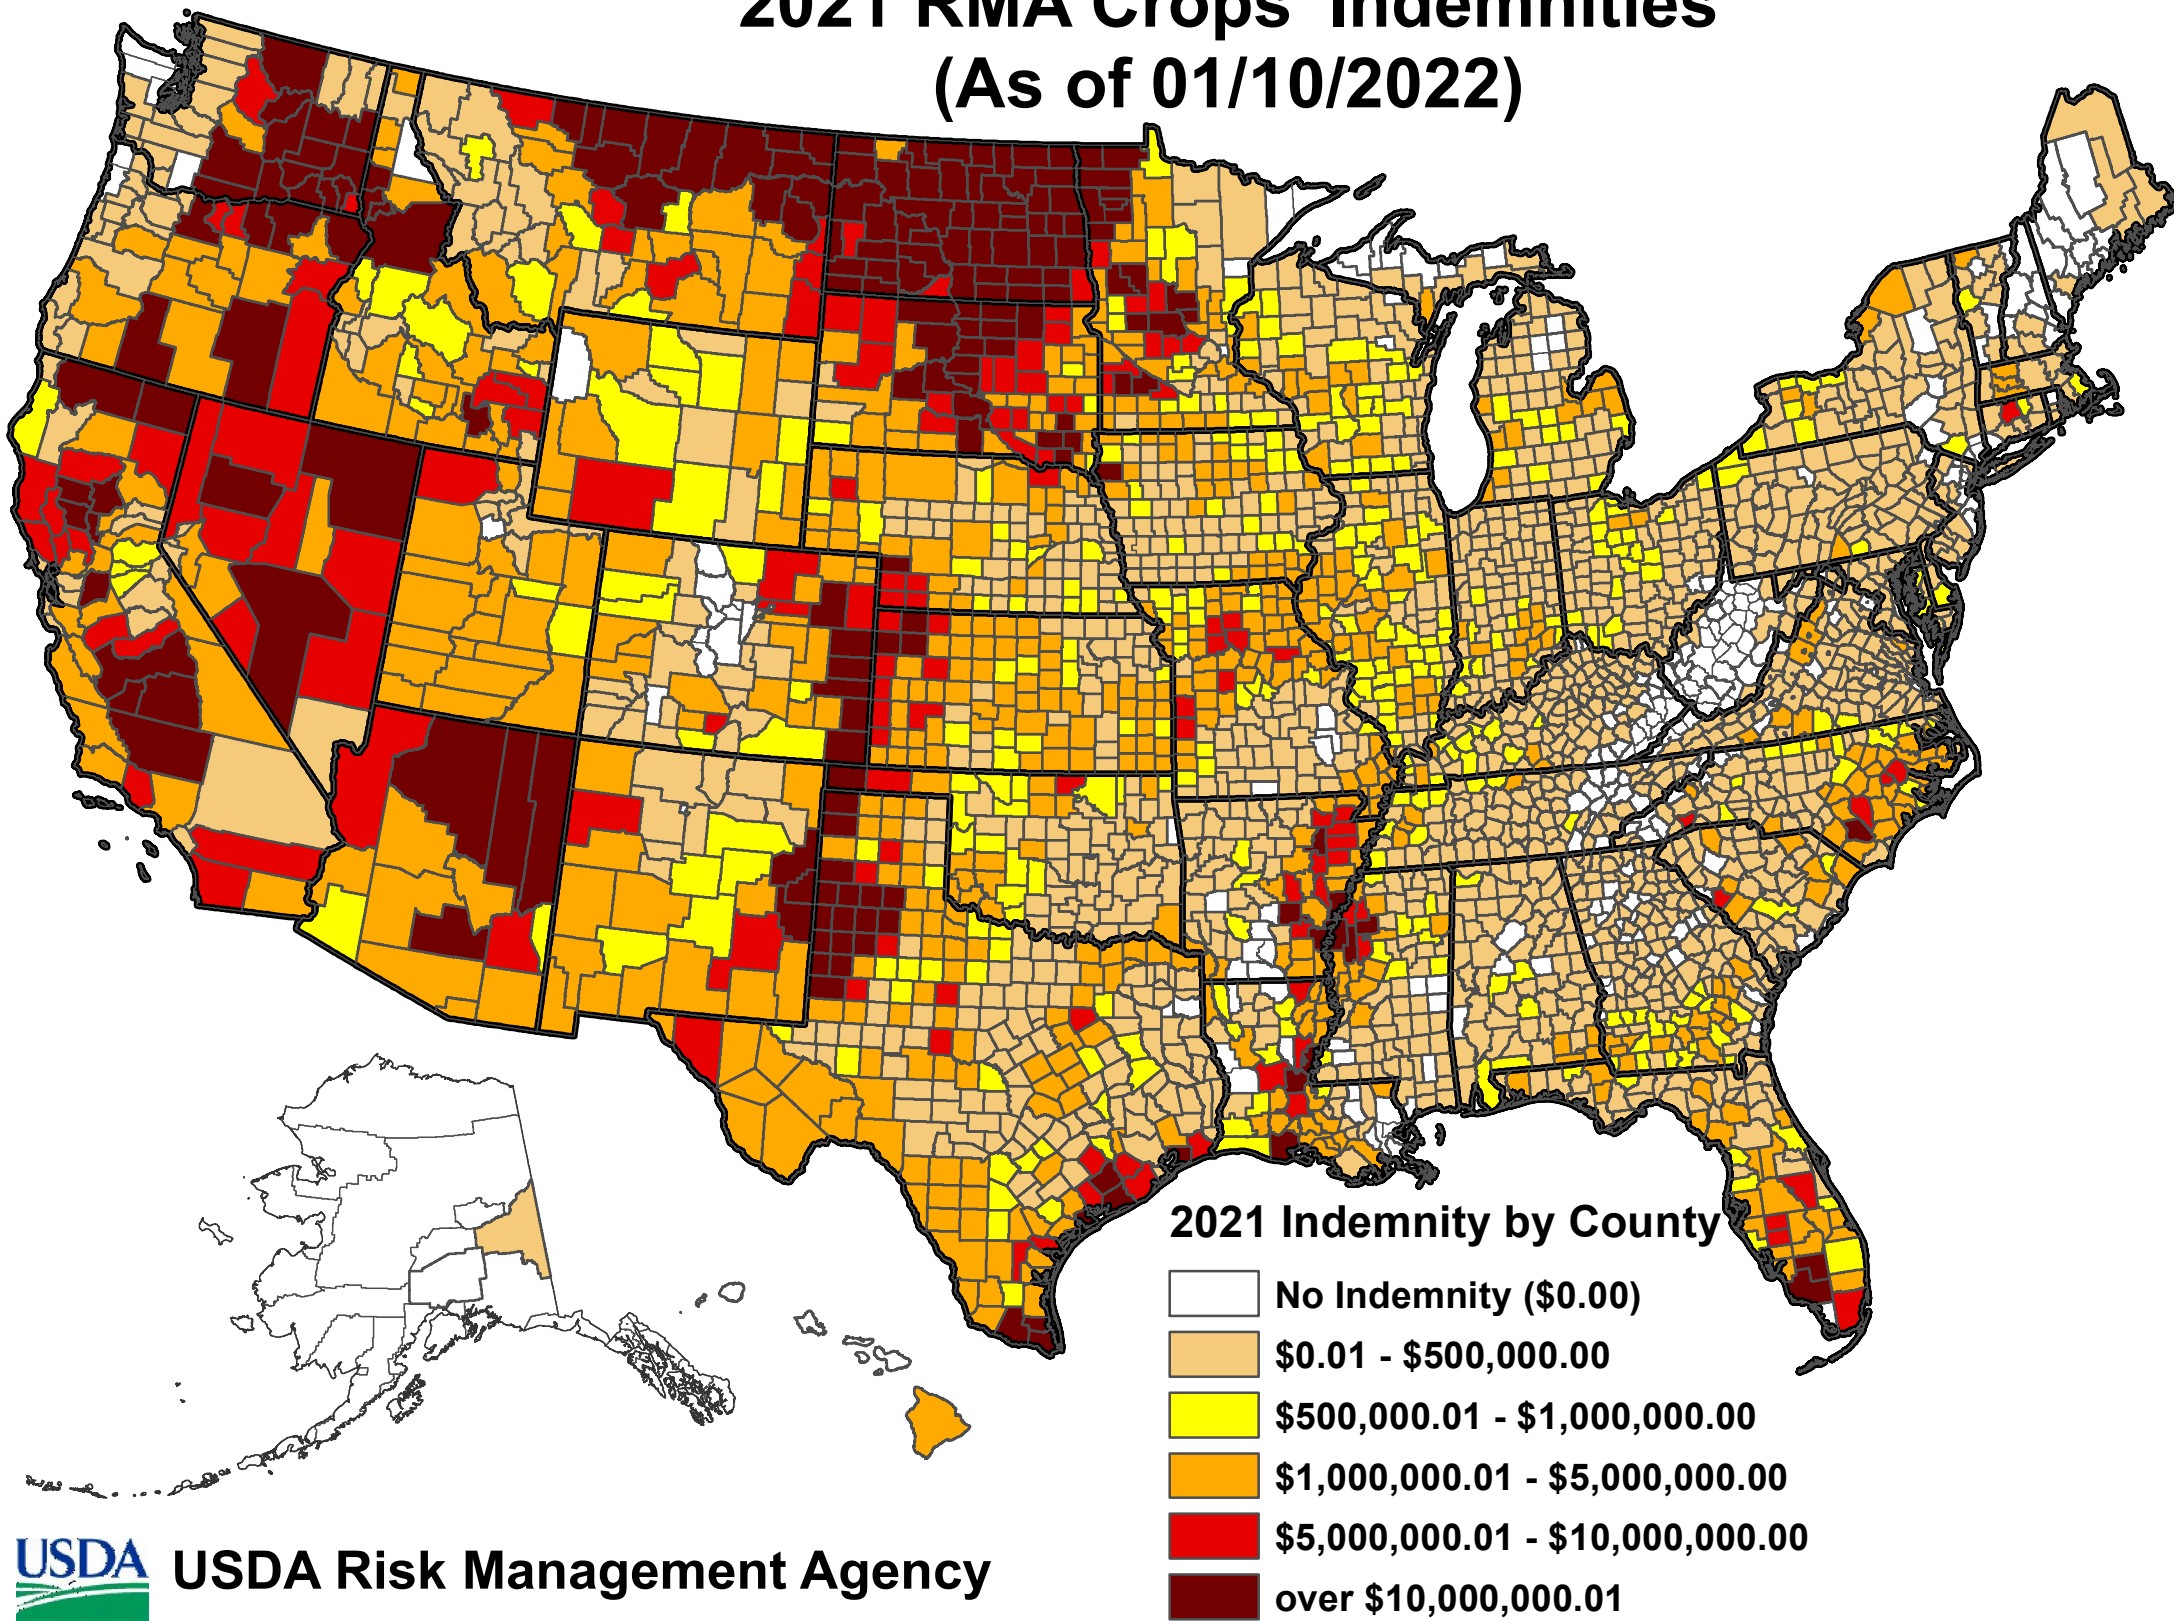 2021 RMA Crops' Indemnities
(As of 01/10/2022)
2021 Indemnity by County
No Indemnity ($0.00)
$0.01 - $500,000.00
$500,000.01 - $1,000,000.00
$1,000,000.01 - $5,000,000.00
$5,000,000.01 - $10,000,000.00
over $10,000,000.01
USDA
USDA Risk Management Agency